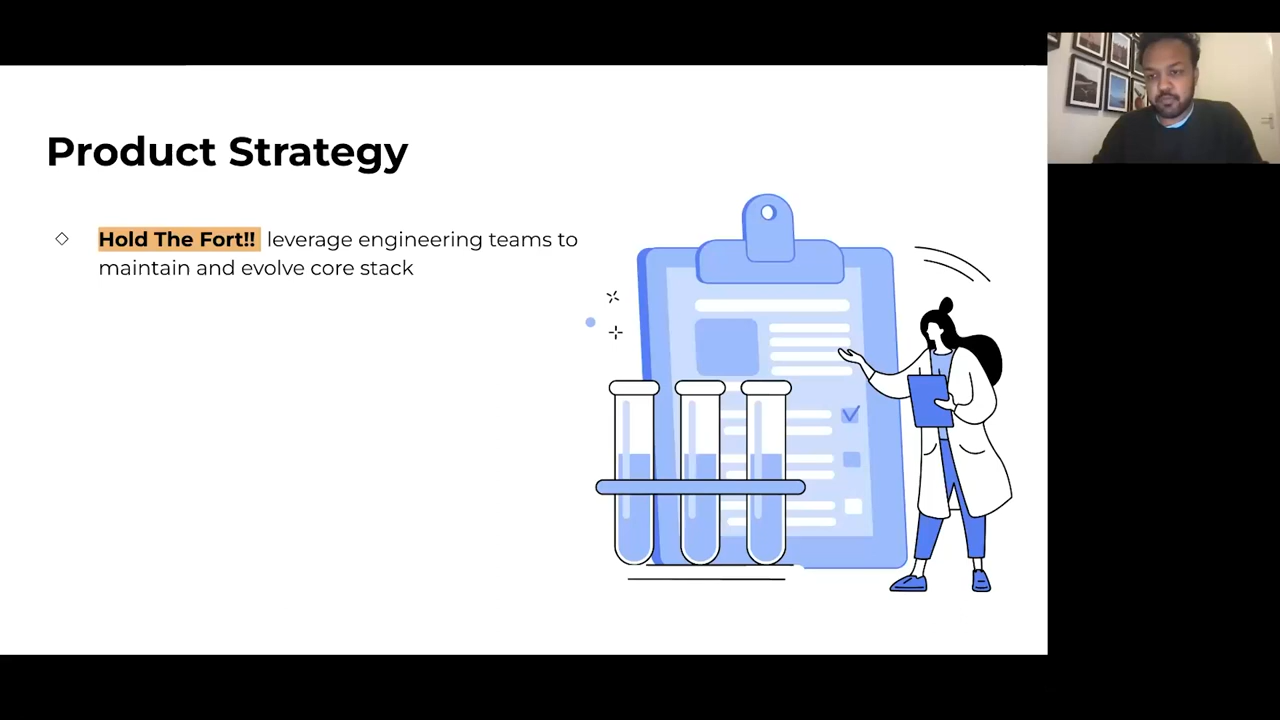 Product Strategy
Hold The Fort!! leverage engineering teams to
maintain and evolve core stack